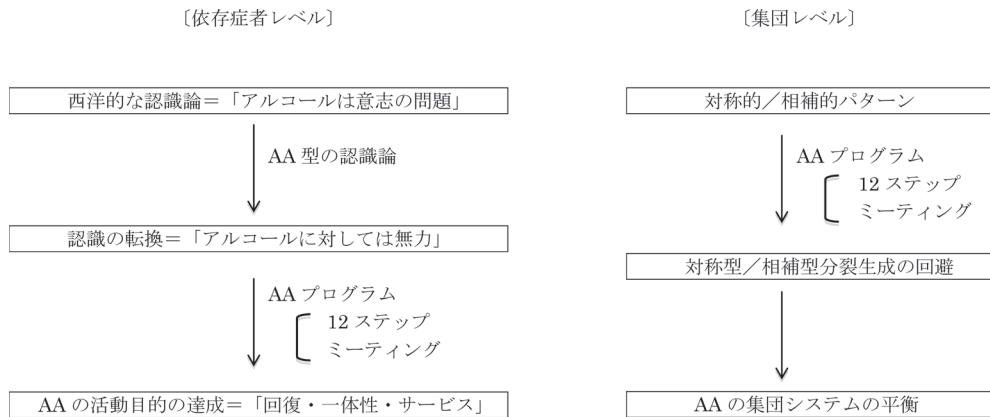 〔依存症者レベル〕
西洋的な認識論＝「アルコールは意志の問題」
AA 型の認識論
認識の転換＝「アルコールに対しては無力」
AA プログラム
12 ステップ
ミーティング
AA の活動目的の達成＝「回復・一体性・サービス」
〔集団レベル〕
対称的／相補的パターン
AA プログラム
12 ステップ
ミーティング
対称型／相補型分裂生成の回避
AA の集団システムの平衡